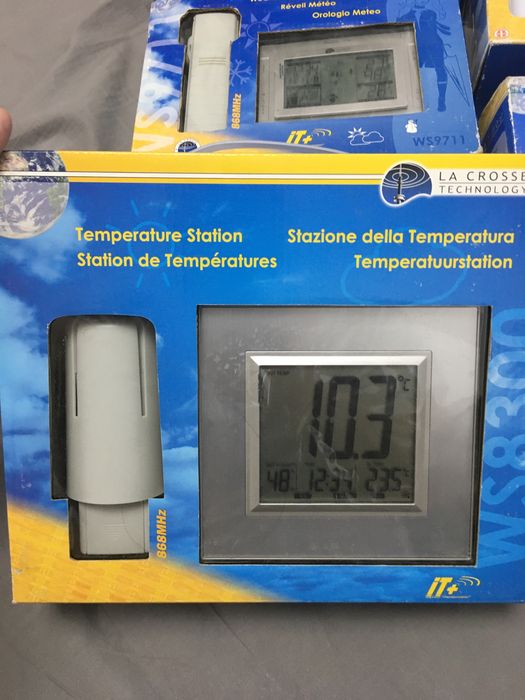 Réveil Météo
Orologio Meteo
868MHz
iT+
WS9711
LA CROSSE
TECHNOLOGY
Temperature Station
Station de Températures
Stazione della Temperatura
Temperatuurstation
10.3 °C
48 12:34 23.5 °C
868MHz
WS8300
iT+